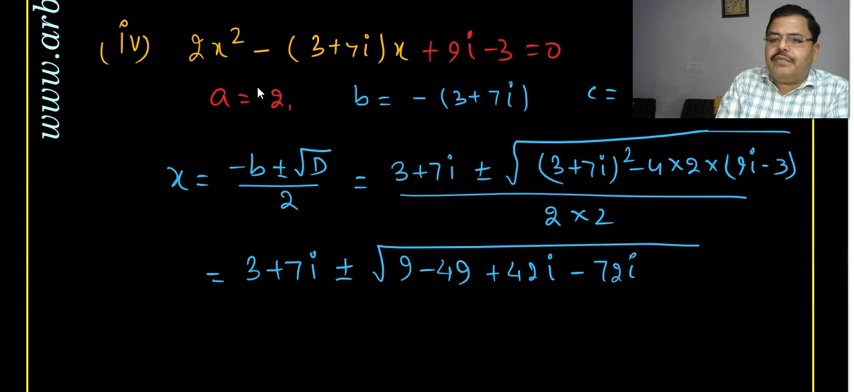 (iv) 2x² - (3+7i)x + 9i-3 = 0
a = 2, b = -(3+7i) c =
x = (-b ± √D)/2 = (3+7i ± √((3+7i)² - 4×2×(9i-3)))/(2×2)
= 3+7i ± √(9 - 49 + 42i - 72i
www.arb